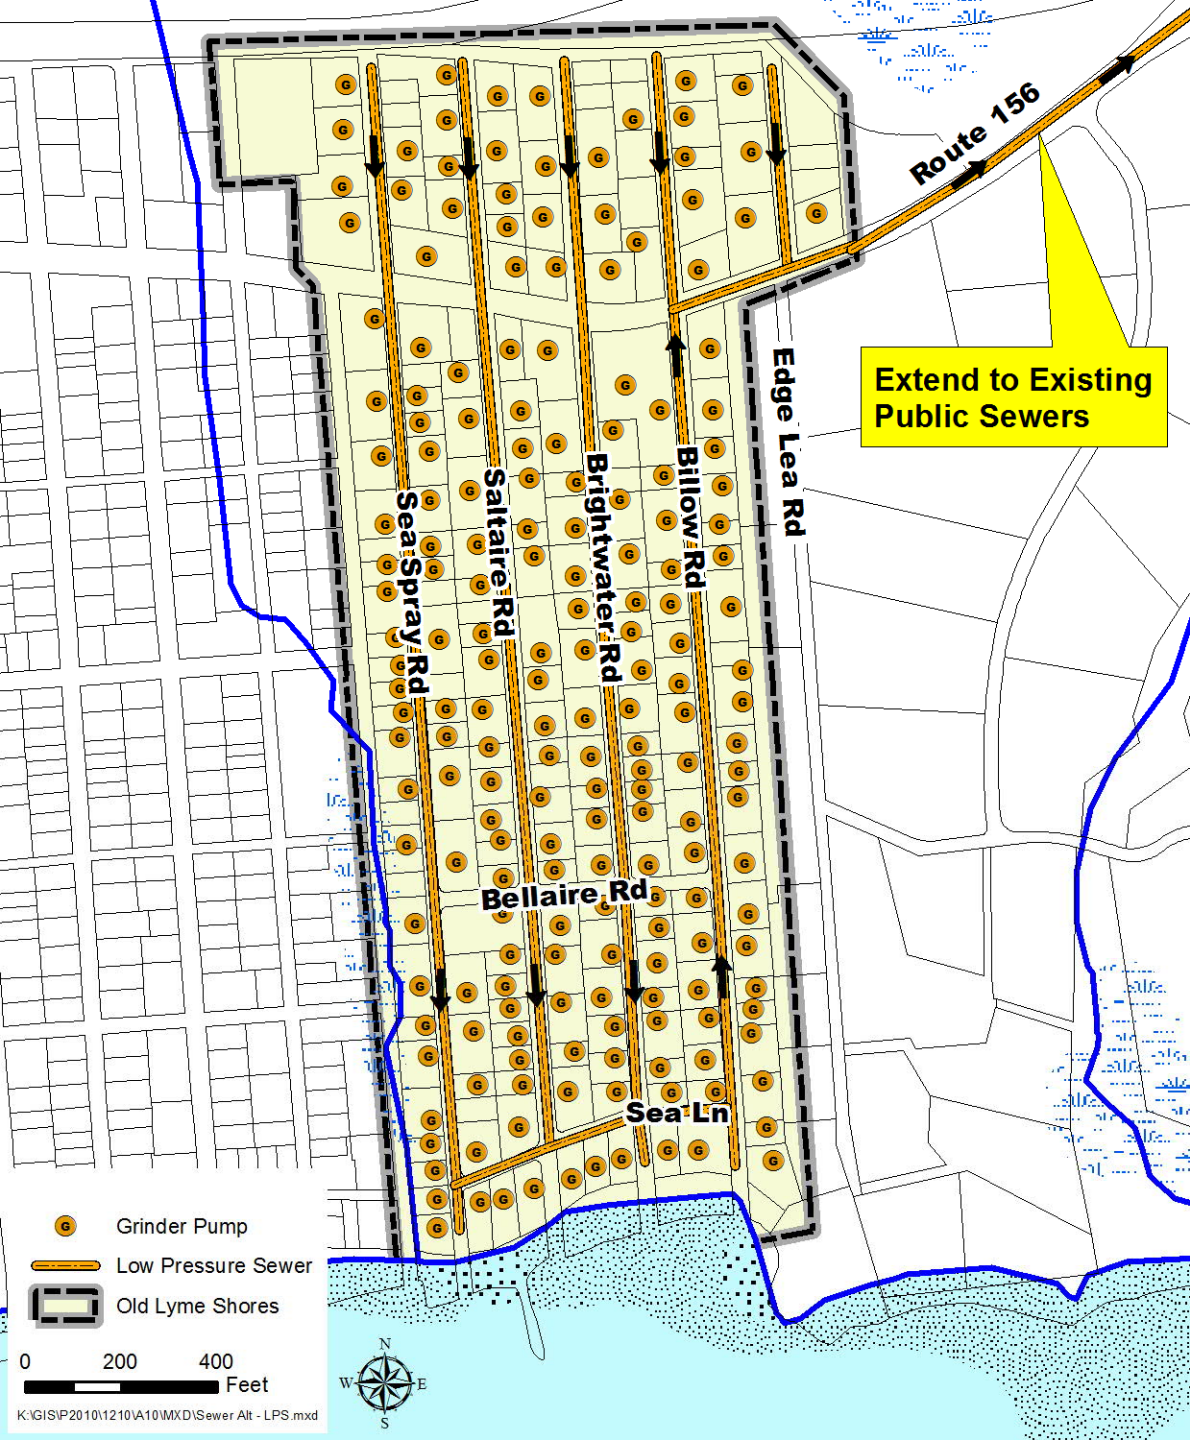 Route 156
Extend to Existing
Public Sewers
Edge Lea Rd
Billow Rd
Brightwater Rd
Saltaire Rd
Sea Spray Rd
Bellaire Rd
Sea Ln
G Grinder Pump
Low Pressure Sewer
Old Lyme Shores
0 200 400
Feet
K:\GIS\P2010\1210\A10\MXD\Sewer Alt - LPS.mxd
N
W E
S